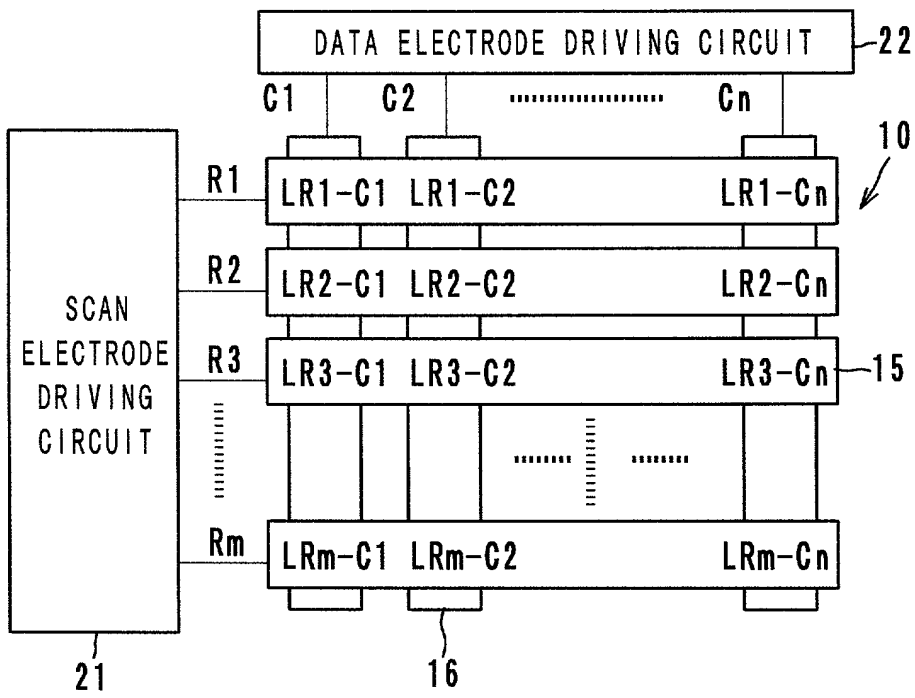 DATA ELECTRODE DRIVING CIRCUIT
22
C1 C2 Cn
10
R1
LR1-C1 LR1-C2 LR1-Cn
R2
LR2-C1 LR2-C2 LR2-Cn
SCAN
ELECTRODE
DRIVING
CIRCUIT
R3
LR3-C1 LR3-C2 LR3-Cn
15
Rm
LRm-C1 LRm-C2 LRm-Cn
21
16